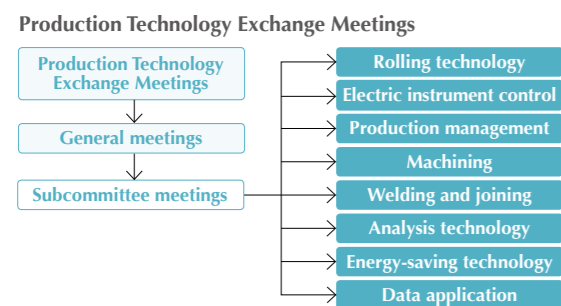 Production Technology Exchange Meetings
Production Technology
Exchange Meetings
General meetings
Subcommittee meetings
Rolling technology
Electric instrument control
Production management
Machining
Welding and joining
Analysis technology
Energy-saving technology
Data application